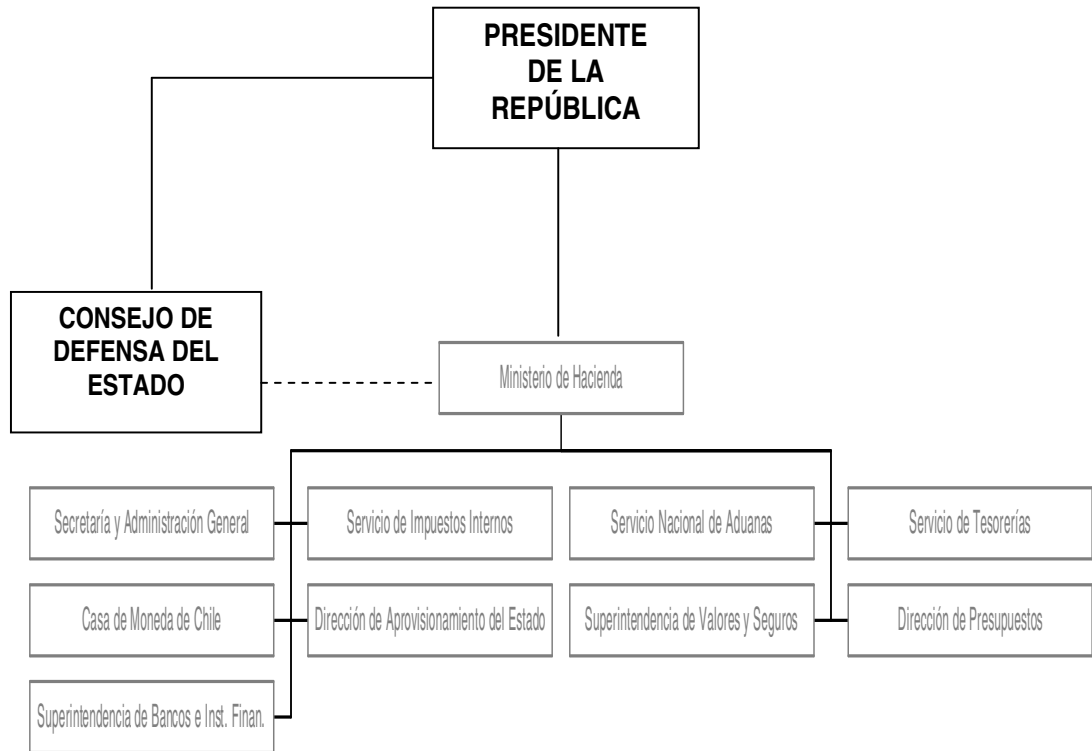 PRESIDENTE
DE LA
REPÚBLICA
CONSEJO DE
DEFENSA DEL
ESTADO
Ministerio de Hacienda
Secretaría y Administración General
Servicio de Impuestos Internos
Servicio Nacional de Aduanas
Servicio de Tesorerías
Casa de Moneda de Chile
Dirección de Aprovisionamiento del Estado
Superintendencia de Valores y Seguros
Dirección de Presupuestos
Superintendencia de Bancos e Inst. Finan.